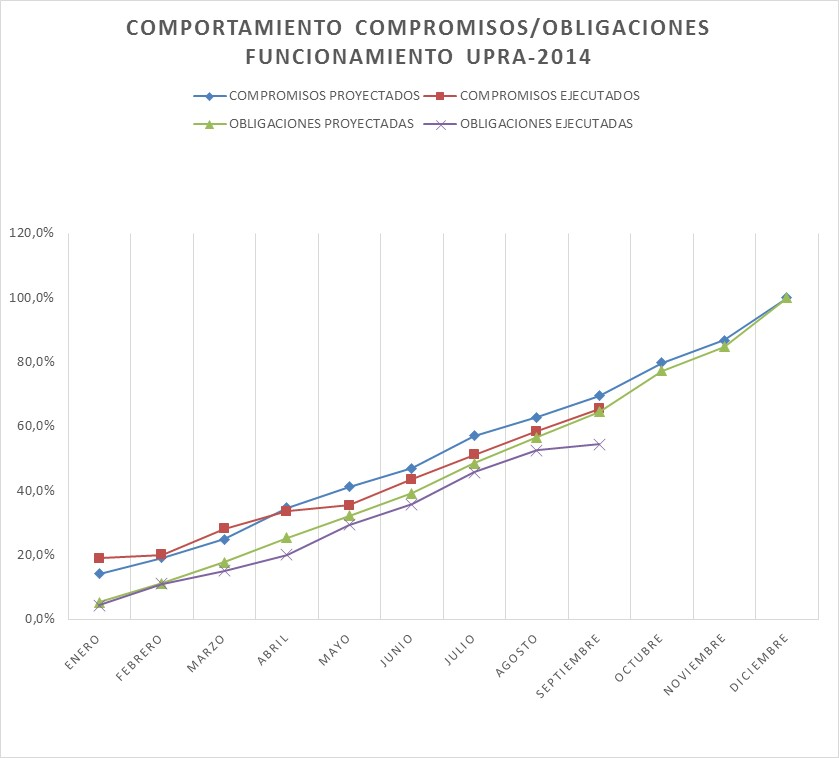 COMPORTAMIENTO COMPROMISOS/OBLIGACIONES
FUNCIONAMIENTO UPRA-2014
COMPROMISOS PROYECTADOS COMPROMISOS EJECUTADOS
OBLIGACIONES PROYECTADAS OBLIGACIONES EJECUTADAS
120,0%
100,0%
80,0%
60,0%
40,0%
20,0%
0,0%
ENERO
FEBRERO
MARZO
ABRIL
MAYO
JUNIO
JULIO
AGOSTO
SEPTIEMBRE
OCTUBRE
NOVIEMBRE
DICIEMBRE